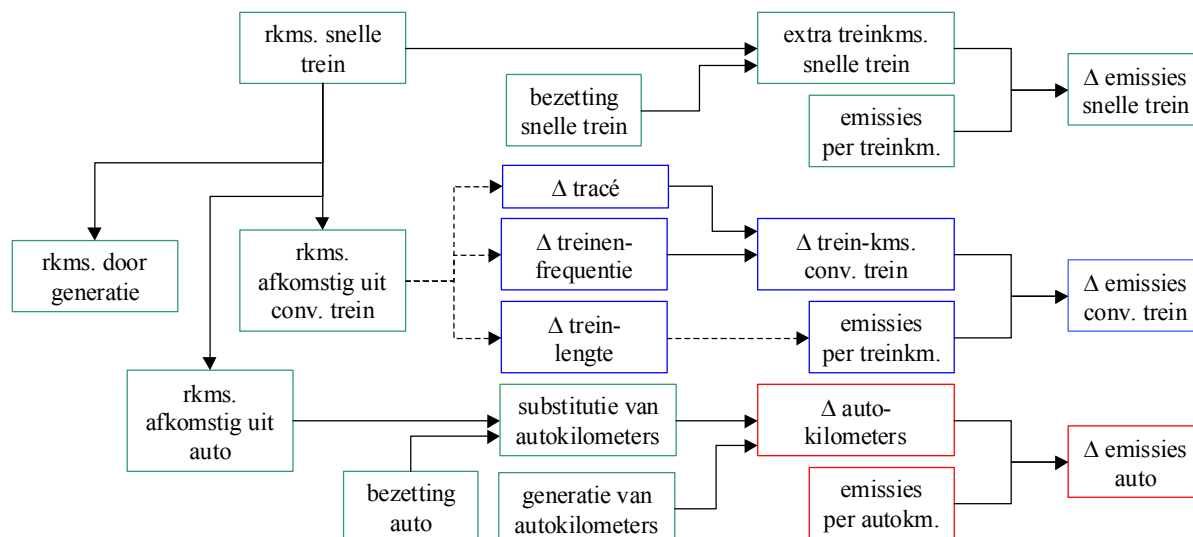 rkms. snelle
trein
extra treinkms.
snelle trein
Δ emissies
snelle trein
bezetting
snelle trein
emissies
per treinkm.
Δ tracé
rkms. door
generatie
rkms.
afkomstig uit
conv. trein
Δ treinen-
frequentie
Δ trein-kms.
conv. trein
Δ emissies
conv. trein
Δ trein-
lengte
emissies
per treinkm.
rkms.
afkomstig uit
auto
substitutie van
autokilometers
Δ auto-
kilometers
Δ emissies
auto
bezetting
auto
generatie van
autokilometers
emissies
per autokm.